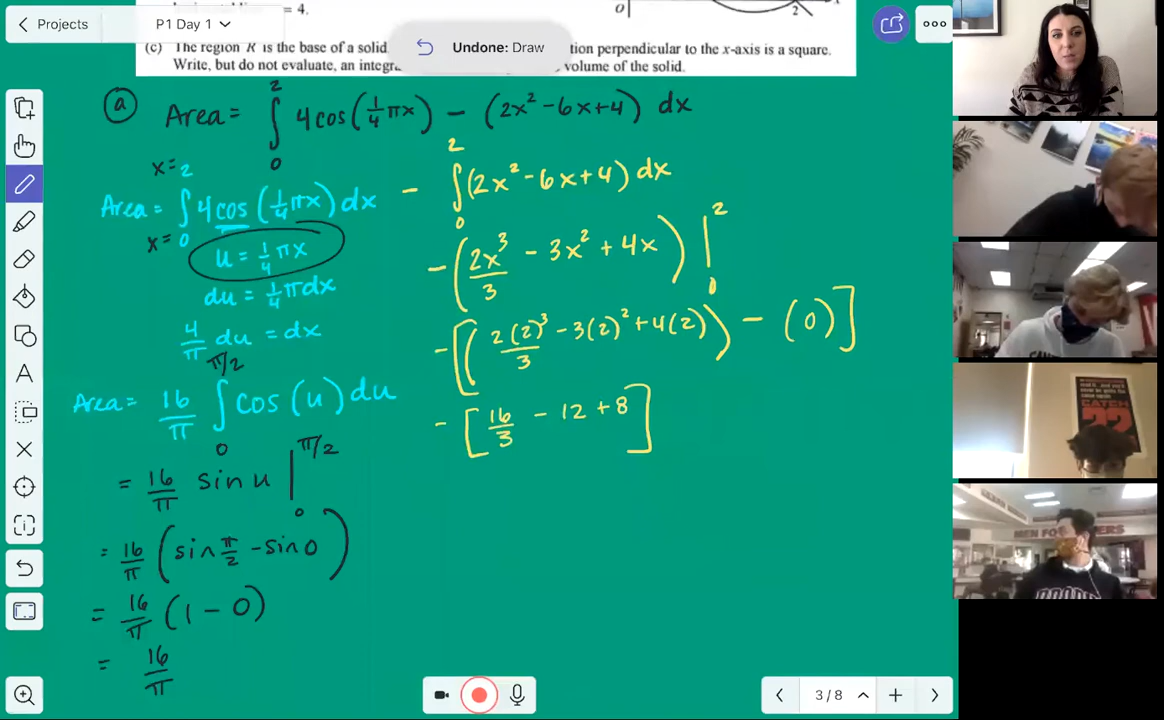 Projects
P1 Day 1
= 4.
0
2
Undone: Draw
(c) The region R is the base of a solid
tion perpendicular to the x-axis is a square.
Write, but do not evaluate, an integra
volume of the solid.
ⓐ Area = ∫₀² 4cos(¼πx) − (2x² − 6x + 4) dx
Area = ∫ₓ₌₀ˣ⁼² 4cos(¼πx)dx − ∫₀² (2x² − 6x + 4) dx
u = ¼πx
du = ¼πdx
4/π du = dx
Area = 16/π ∫₀^(π/2) cos(u) du
= 16/π sin u |₀^(π/2)
= 16/π (sin π/2 − sin 0)
= 16/π (1 − 0)
= 16/π
−(2x³/3 − 3x² + 4x) |₀²
−[(2(2)³/3 − 3(2)² + 4(2)) − (0)]
−[16/3 − 12 + 8]
3/8
CATCH
22